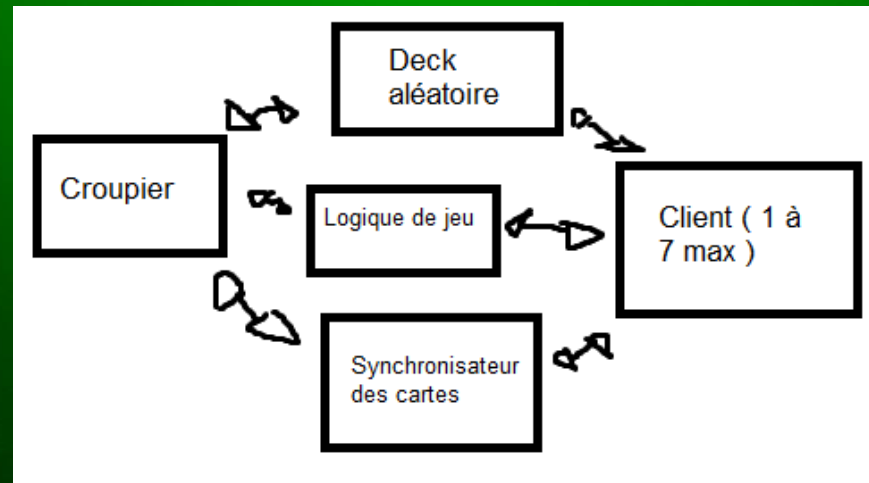 Deck
aléatoire
Croupier
Logique de jeu
Client ( 1 à
7 max )
Synchronisateur
des cartes